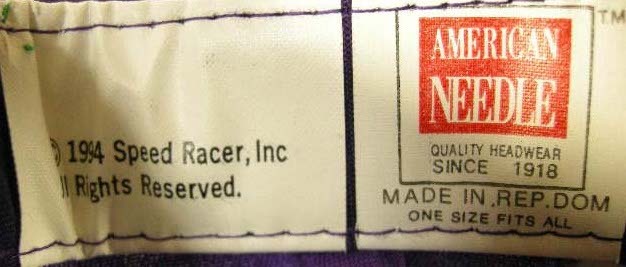 © 1994 Speed Racer, Inc
All Rights Reserved.
TM
AMERICAN
NEEDLE
QUALITY HEADWEAR
SINCE 1918
MADE IN.REP.DOM
ONE SIZE FITS ALL